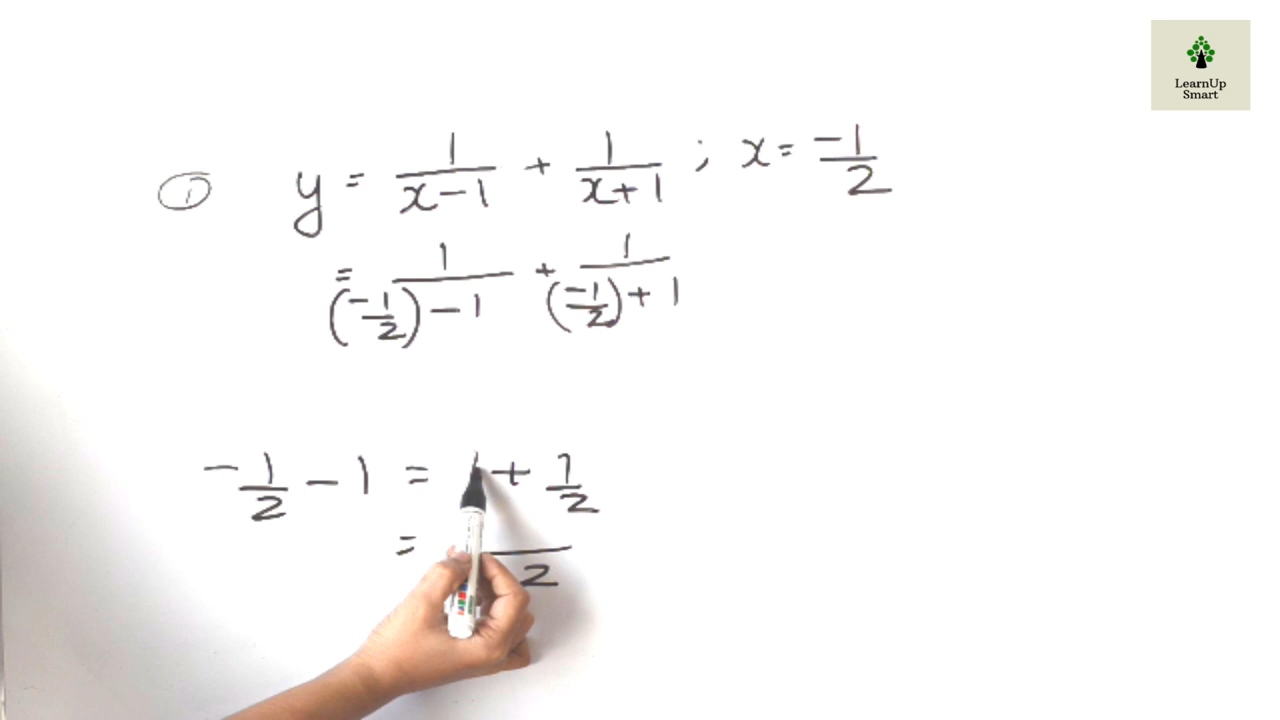 LearnUp
Smart
① y = 1/(x-1) + 1/(x+1) ; x = -1/2
= 1/((-1/2)-1) + 1/((-1/2)+1)
-1/2 - 1 = 1 + 1/2
= /2